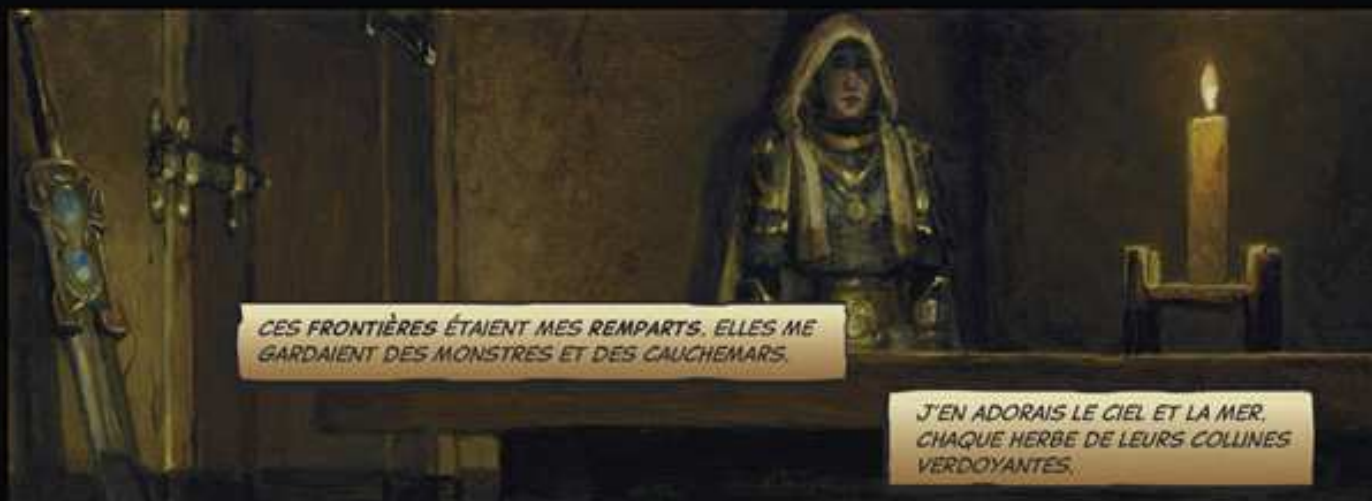 CES FRONTIÈRES ÉTAIENT MES REMPARTS. ELLES ME
GARDAIENT DES MONSTRES ET DES CAUCHEMARS.
J'EN ADORAIS LE CIEL ET LA MER.
CHAQUE HERBE DE LEURS COLLINES
VERDOYANTES.